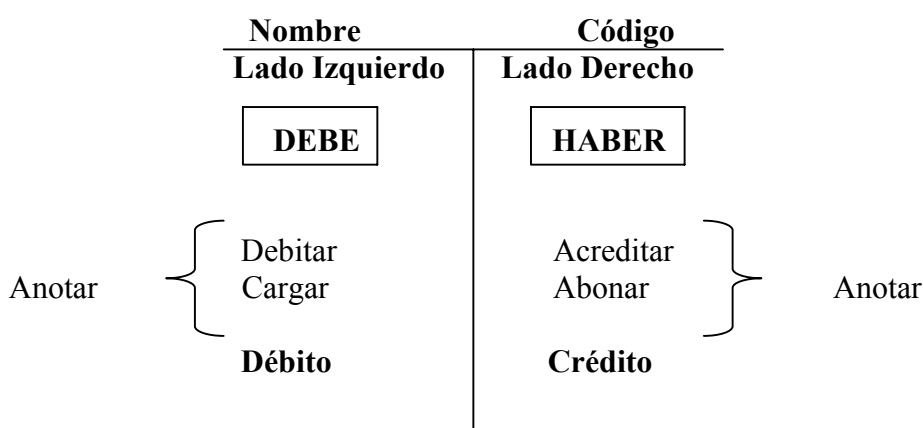 Nombre Código
Lado Izquierdo Lado Derecho
DEBE HABER
Debitar Acreditar
Anotar Cargar Abonar Anotar
Débito Crédito